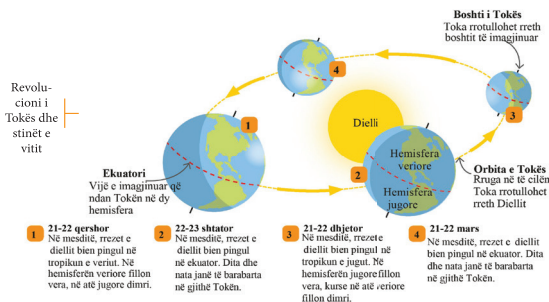 Revolu-
cioni i
Tokës dhe
stinët e
vitit
Boshti i Tokës
Toka rrotullohet rreth
boshtit të imagjinuar
4
3
1
Dielli
Ekuatori
Vijë e imagjinuar që
ndan Tokën në dy
hemisfera
2
Hemisfera
veriore
Hemisfera
jugore
Orbita e Tokës
Rruga në të cilën
Toka rrotullohet
rreth Diellit
1
21-22 qershor
Në mesditë, rrezet e
diellit bien pingul në
tropikun e veriut. Në
hemisferën veriore fillon
vera, në atë jugore dimri.
2
22-23 shtator
Në mesditë, rrezet e
diellit bien pingul
në ekuator. Dita dhe
nata janë të barabarta
në gjithë Tokën.
3
21-22 dhjetor
Në mesditë, rrezet e
diellit bien pingul në
tropikun e jugut. Në
hemisferën jugore fillon
vera, kurse në atë veriore
fillon dimri.
4
21-22 mars
Në mesditë, rrezet e diellit
bien pingul në ekuator. Dita
dhe nata janë të barabarta
në gjithë Tokën.